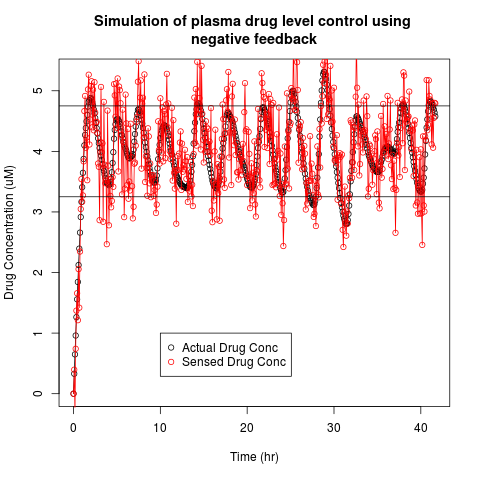 Simulation of plasma drug level control using
negative feedback
Drug Concentration (uM)
5
4
3
2
1
0
Actual Drug Conc
Sensed Drug Conc
0 10 20 30 40
Time (hr)